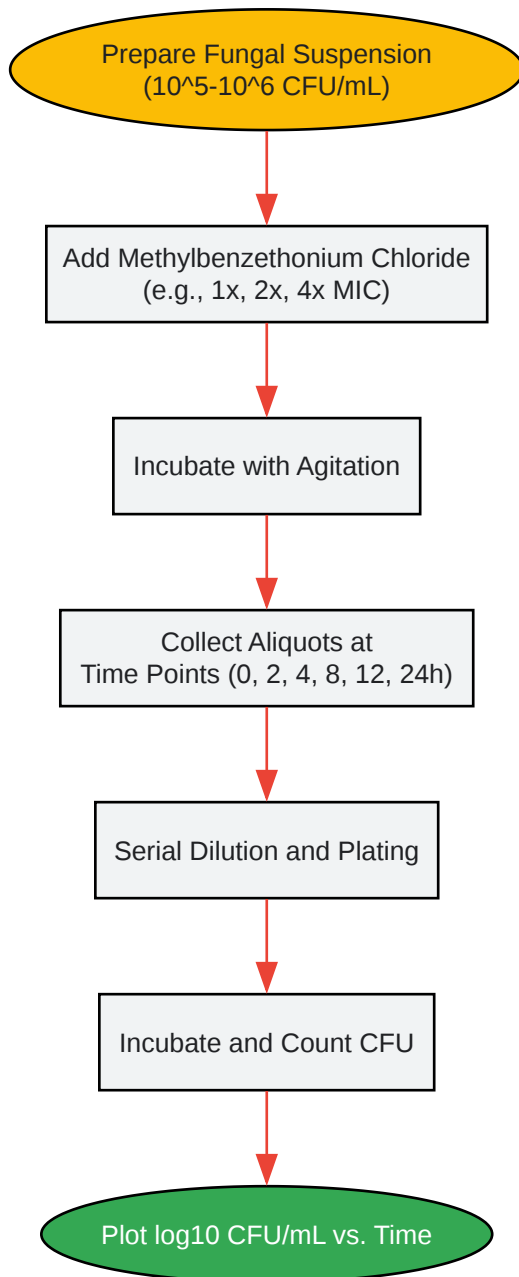 Prepare Fungal Suspension
(10^5-10^6 CFU/mL)
Add Methylbenzethonium Chloride
(e.g., 1x, 2x, 4x MIC)
Incubate with Agitation
Collect Aliquots at
Time Points (0, 2, 4, 8, 12, 24h)
Serial Dilution and Plating
Incubate and Count CFU
Plot log10 CFU/mL vs. Time